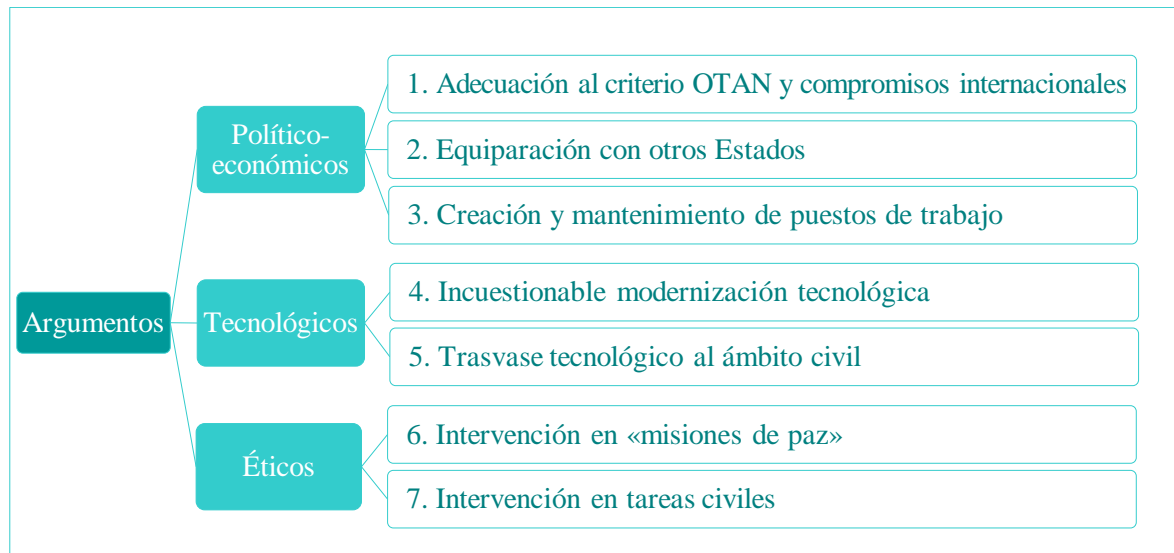 Argumentos
Político-
económicos
1. Adecuación al criterio OTAN y compromisos internacionales
2. Equiparación con otros Estados
3. Creación y mantenimiento de puestos de trabajo
Tecnológicos
4. Incuestionable modernización tecnológica
5. Trasvase tecnológico al ámbito civil
Éticos
6. Intervención en «misiones de paz»
7. Intervención en tareas civiles